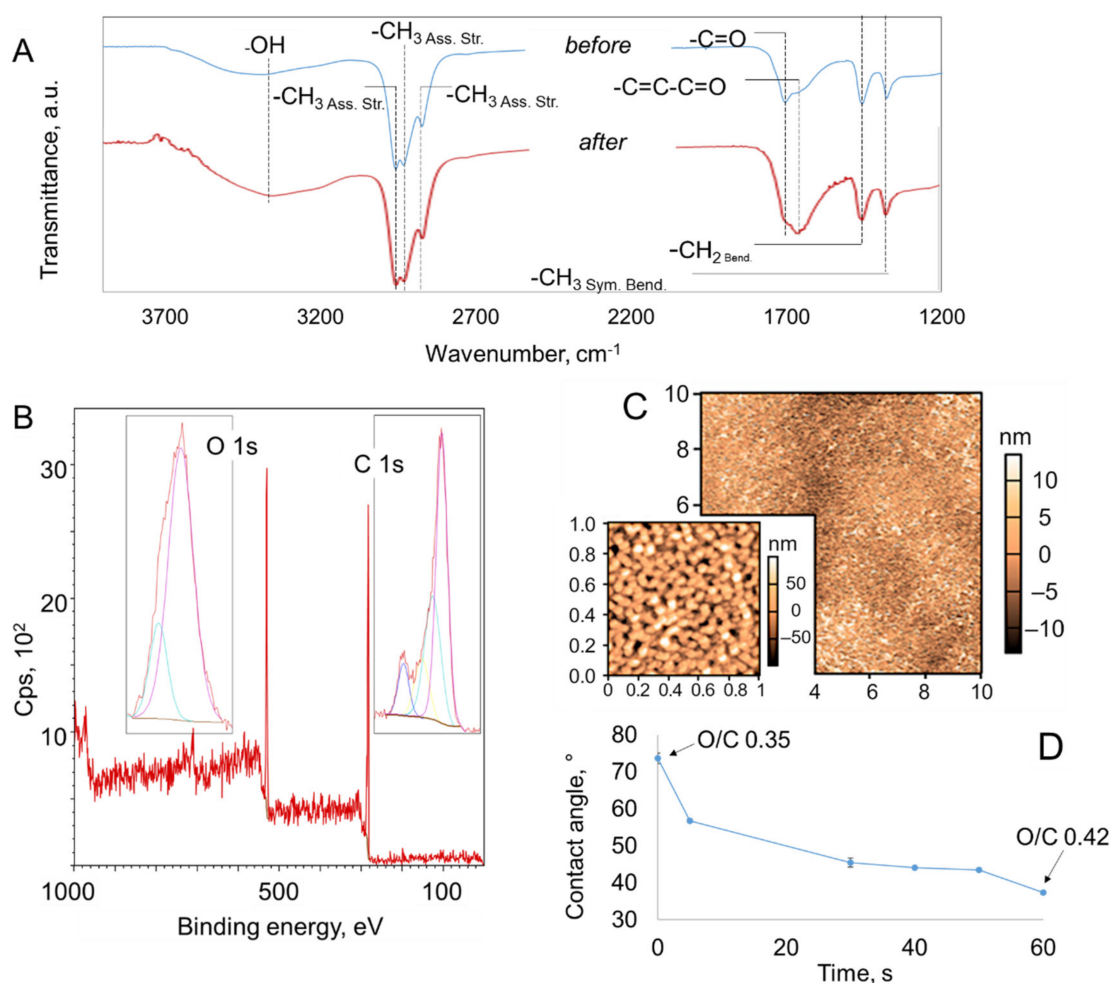 A
-OH
-CH3 Ass. Str.
before
-C=O
-CH3 Ass. Str.
-CH3 Ass. Str.
-C=C-C=O
after
-CH2 Bend.
-CH3 Sym. Bend.
Transmittance, a.u.
3700 3200 2700 2200 1700 1200
Wavenumber, cm-1
B
O 1s
C 1s
30
20
10
Cps, 10²
1000 500 100
Binding energy, eV
C
10
8
6
nm
10
5
0
–5
–10
1.0
0.8
0.6
0.4
0.2
0.0
0 0.2 0.4 0.6 0.8 1
nm
50
0
–50
4 6 8 10
D
80
70
60
50
40
30
Contact angle, °
O/C 0.35
O/C 0.42
0 20 40 60
Time, s